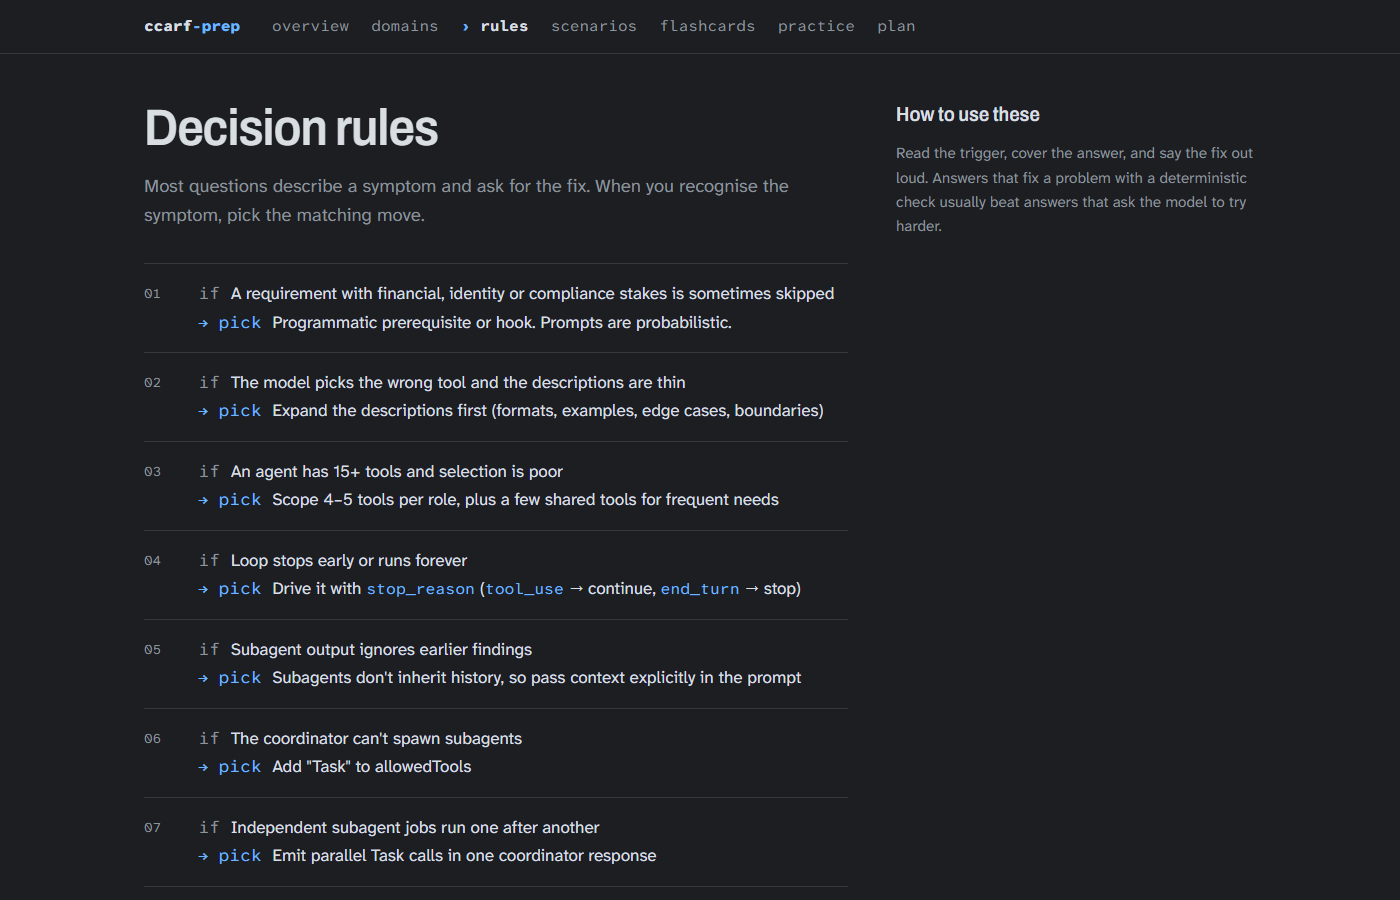 ccarf-prep overview domains › rules scenarios flashcards practice plan
Decision rules
Most questions describe a symptom and ask for the fix. When you recognise the
symptom, pick the matching move.
01 if A requirement with financial, identity or compliance stakes is sometimes skipped
→ pick Programmatic prerequisite or hook. Prompts are probabilistic.
02 if The model picks the wrong tool and the descriptions are thin
→ pick Expand the descriptions first (formats, examples, edge cases, boundaries)
03 if An agent has 15+ tools and selection is poor
→ pick Scope 4–5 tools per role, plus a few shared tools for frequent needs
04 if Loop stops early or runs forever
→ pick Drive it with stop_reason (tool_use → continue, end_turn → stop)
05 if Subagent output ignores earlier findings
→ pick Subagents don't inherit history, so pass context explicitly in the prompt
06 if The coordinator can't spawn subagents
→ pick Add "Task" to allowedTools
07 if Independent subagent jobs run one after another
→ pick Emit parallel Task calls in one coordinator response
How to use these
Read the trigger, cover the answer, and say the fix out
loud. Answers that fix a problem with a deterministic
check usually beat answers that ask the model to try
harder.